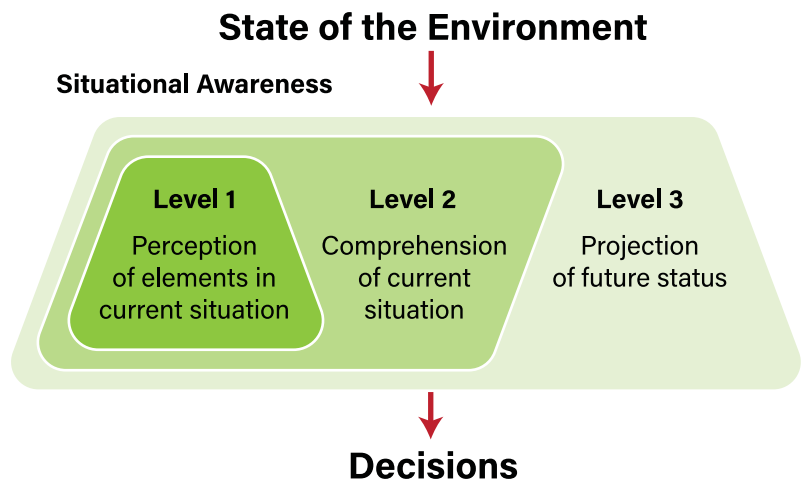 State of the Environment
Situational Awareness
Level 1
Perception
of elements in
current situation
Level 2
Comprehension
of current
situation
Level 3
Projection
of future status
Decisions